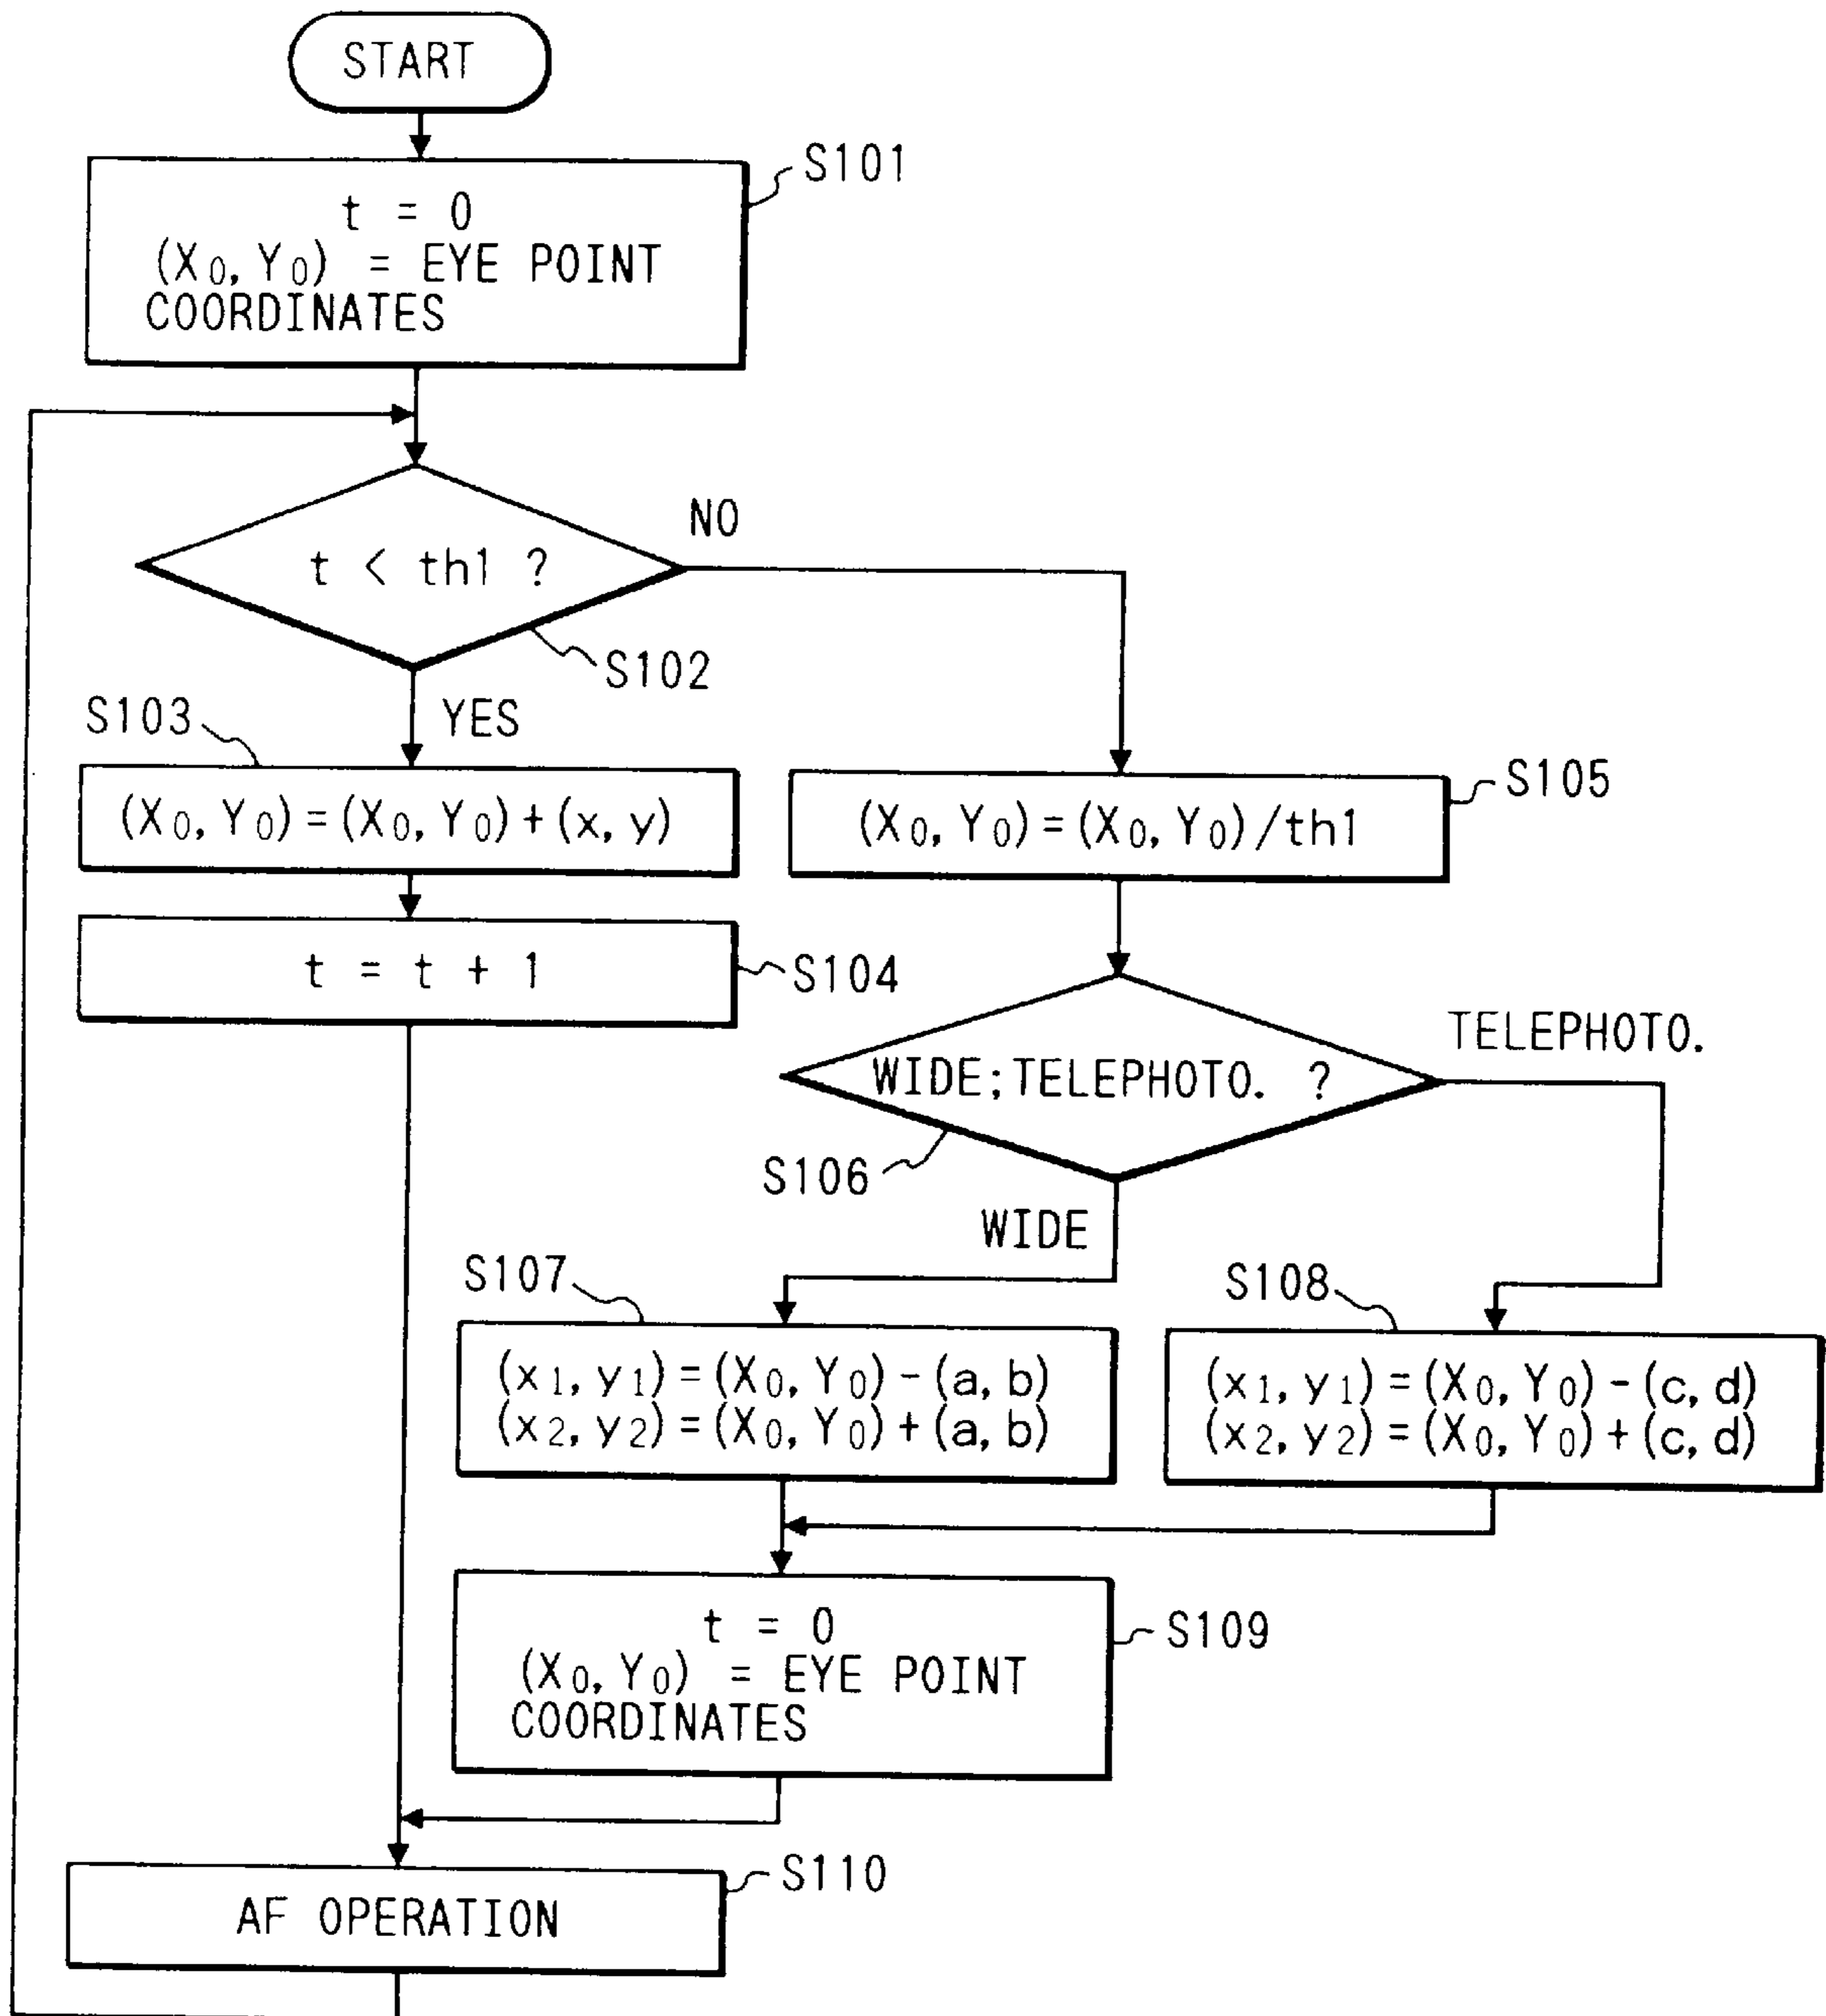 START
S101
t = 0
(X0, Y0) = EYE POINT
COORDINATES
NO
t < th1 ?
S102
YES
S103
(X0, Y0) = (X0, Y0) + (x, y)
S105
(X0, Y0) = (X0, Y0) /th1
t = t + 1
S104
TELEPHOTO.
WIDE;TELEPHOTO. ?
S106
WIDE
S107
(x1, y1) = (X0, Y0) - (a, b)
(x2, y2) = (X0, Y0) + (a, b)
S108
(x1, y1) = (X0, Y0) - (c, d)
(x2, y2) = (X0, Y0) + (c, d)
t = 0
(X0, Y0) = EYE POINT
COORDINATES
S109
S110
AF OPERATION